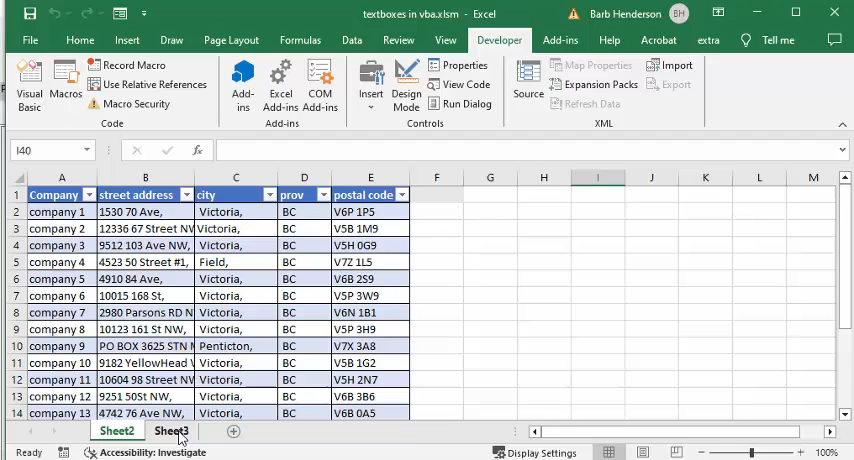 textboxes in vba.xlsm - Excel
Barb Henderson BH
File Home Insert Draw Page Layout Formulas Data Review View Developer Add-ins Help Acrobat extra Tell me
Visual Basic
Macros
Record Macro
Use Relative References
Macro Security
Code
Add-ins
Excel Add-ins
COM Add-ins
Add-ins
Insert
Design Mode
Properties
View Code
Run Dialog
Controls
Source
Map Properties
Expansion Packs
Refresh Data
Import
Export
XML
I40 fx
A B C D E F G H I J K L M
1 Company street address city prov postal code
2 company 1 1530 70 Ave, Victoria, BC V6P 1P5
3 company 2 12336 67 Street NW Victoria, BC V5B 1M9
4 company 3 9512 103 Ave NW, Victoria, BC V5H 0G9
5 company 4 4523 50 Street #1, Field, BC V7Z 1L5
6 company 5 4910 84 Ave, Victoria, BC V6B 2S9
7 company 6 10015 168 St, Victoria, BC V5P 3W9
8 company 7 2980 Parsons RD N Victoria, BC V6N 1B1
9 company 8 10123 161 St NW, Victoria, BC V5P 3H9
10 company 9 PO BOX 3625 STN M Penticton, BC V7X 3A8
11 company 10 9182 YellowHead Victoria, BC V5B 1G2
12 company 11 10604 98 Street NW Victoria, BC V5H 2N7
13 company 12 9251 50St NW, Victoria, BC V6B 3B6
14 company 13 4742 76 Ave NW, Victoria, BC V6B 0A5
Sheet2 Sheet3
Ready Accessibility: Investigate Display Settings 100%